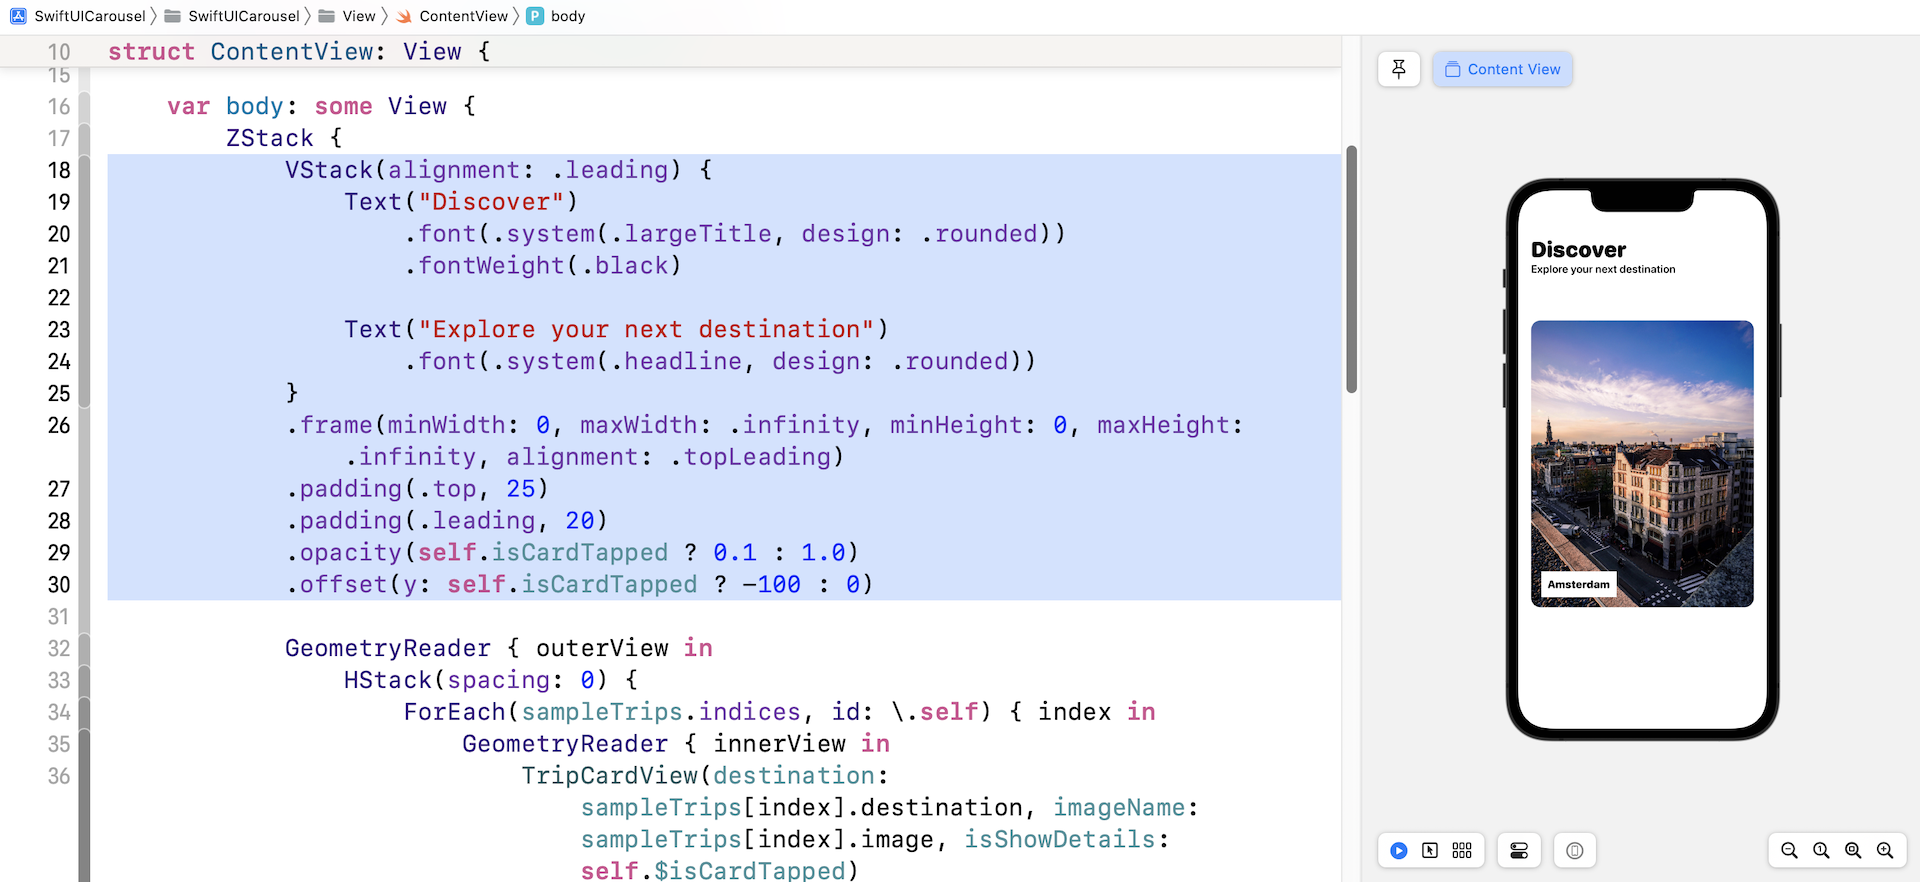 SwiftUICarousel 〉 SwiftUICarousel 〉 View 〉 ContentView 〉 P body
10 struct ContentView: View {
15
16 var body: some View {
17 ZStack {
18 VStack(alignment: .leading) {
19 Text("Discover")
20 .font(.system(.largeTitle, design: .rounded))
21 .fontWeight(.black)
22
23 Text("Explore your next destination")
24 .font(.system(.headline, design: .rounded))
25 }
26 .frame(minWidth: 0, maxWidth: .infinity, minHeight: 0, maxHeight:
.infinity, alignment: .topLeading)
27 .padding(.top, 25)
28 .padding(.leading, 20)
29 .opacity(self.isCardTapped ? 0.1 : 1.0)
30 .offset(y: self.isCardTapped ? -100 : 0)
31
32 GeometryReader { outerView in
33 HStack(spacing: 0) {
34 ForEach(sampleTrips.indices, id: \.self) { index in
35 GeometryReader { innerView in
36 TripCardView(destination:
sampleTrips[index].destination, imageName:
sampleTrips[index].image, isShowDetails:
self.$isCardTapped)
Content View
Discover
Explore your next destination
Amsterdam